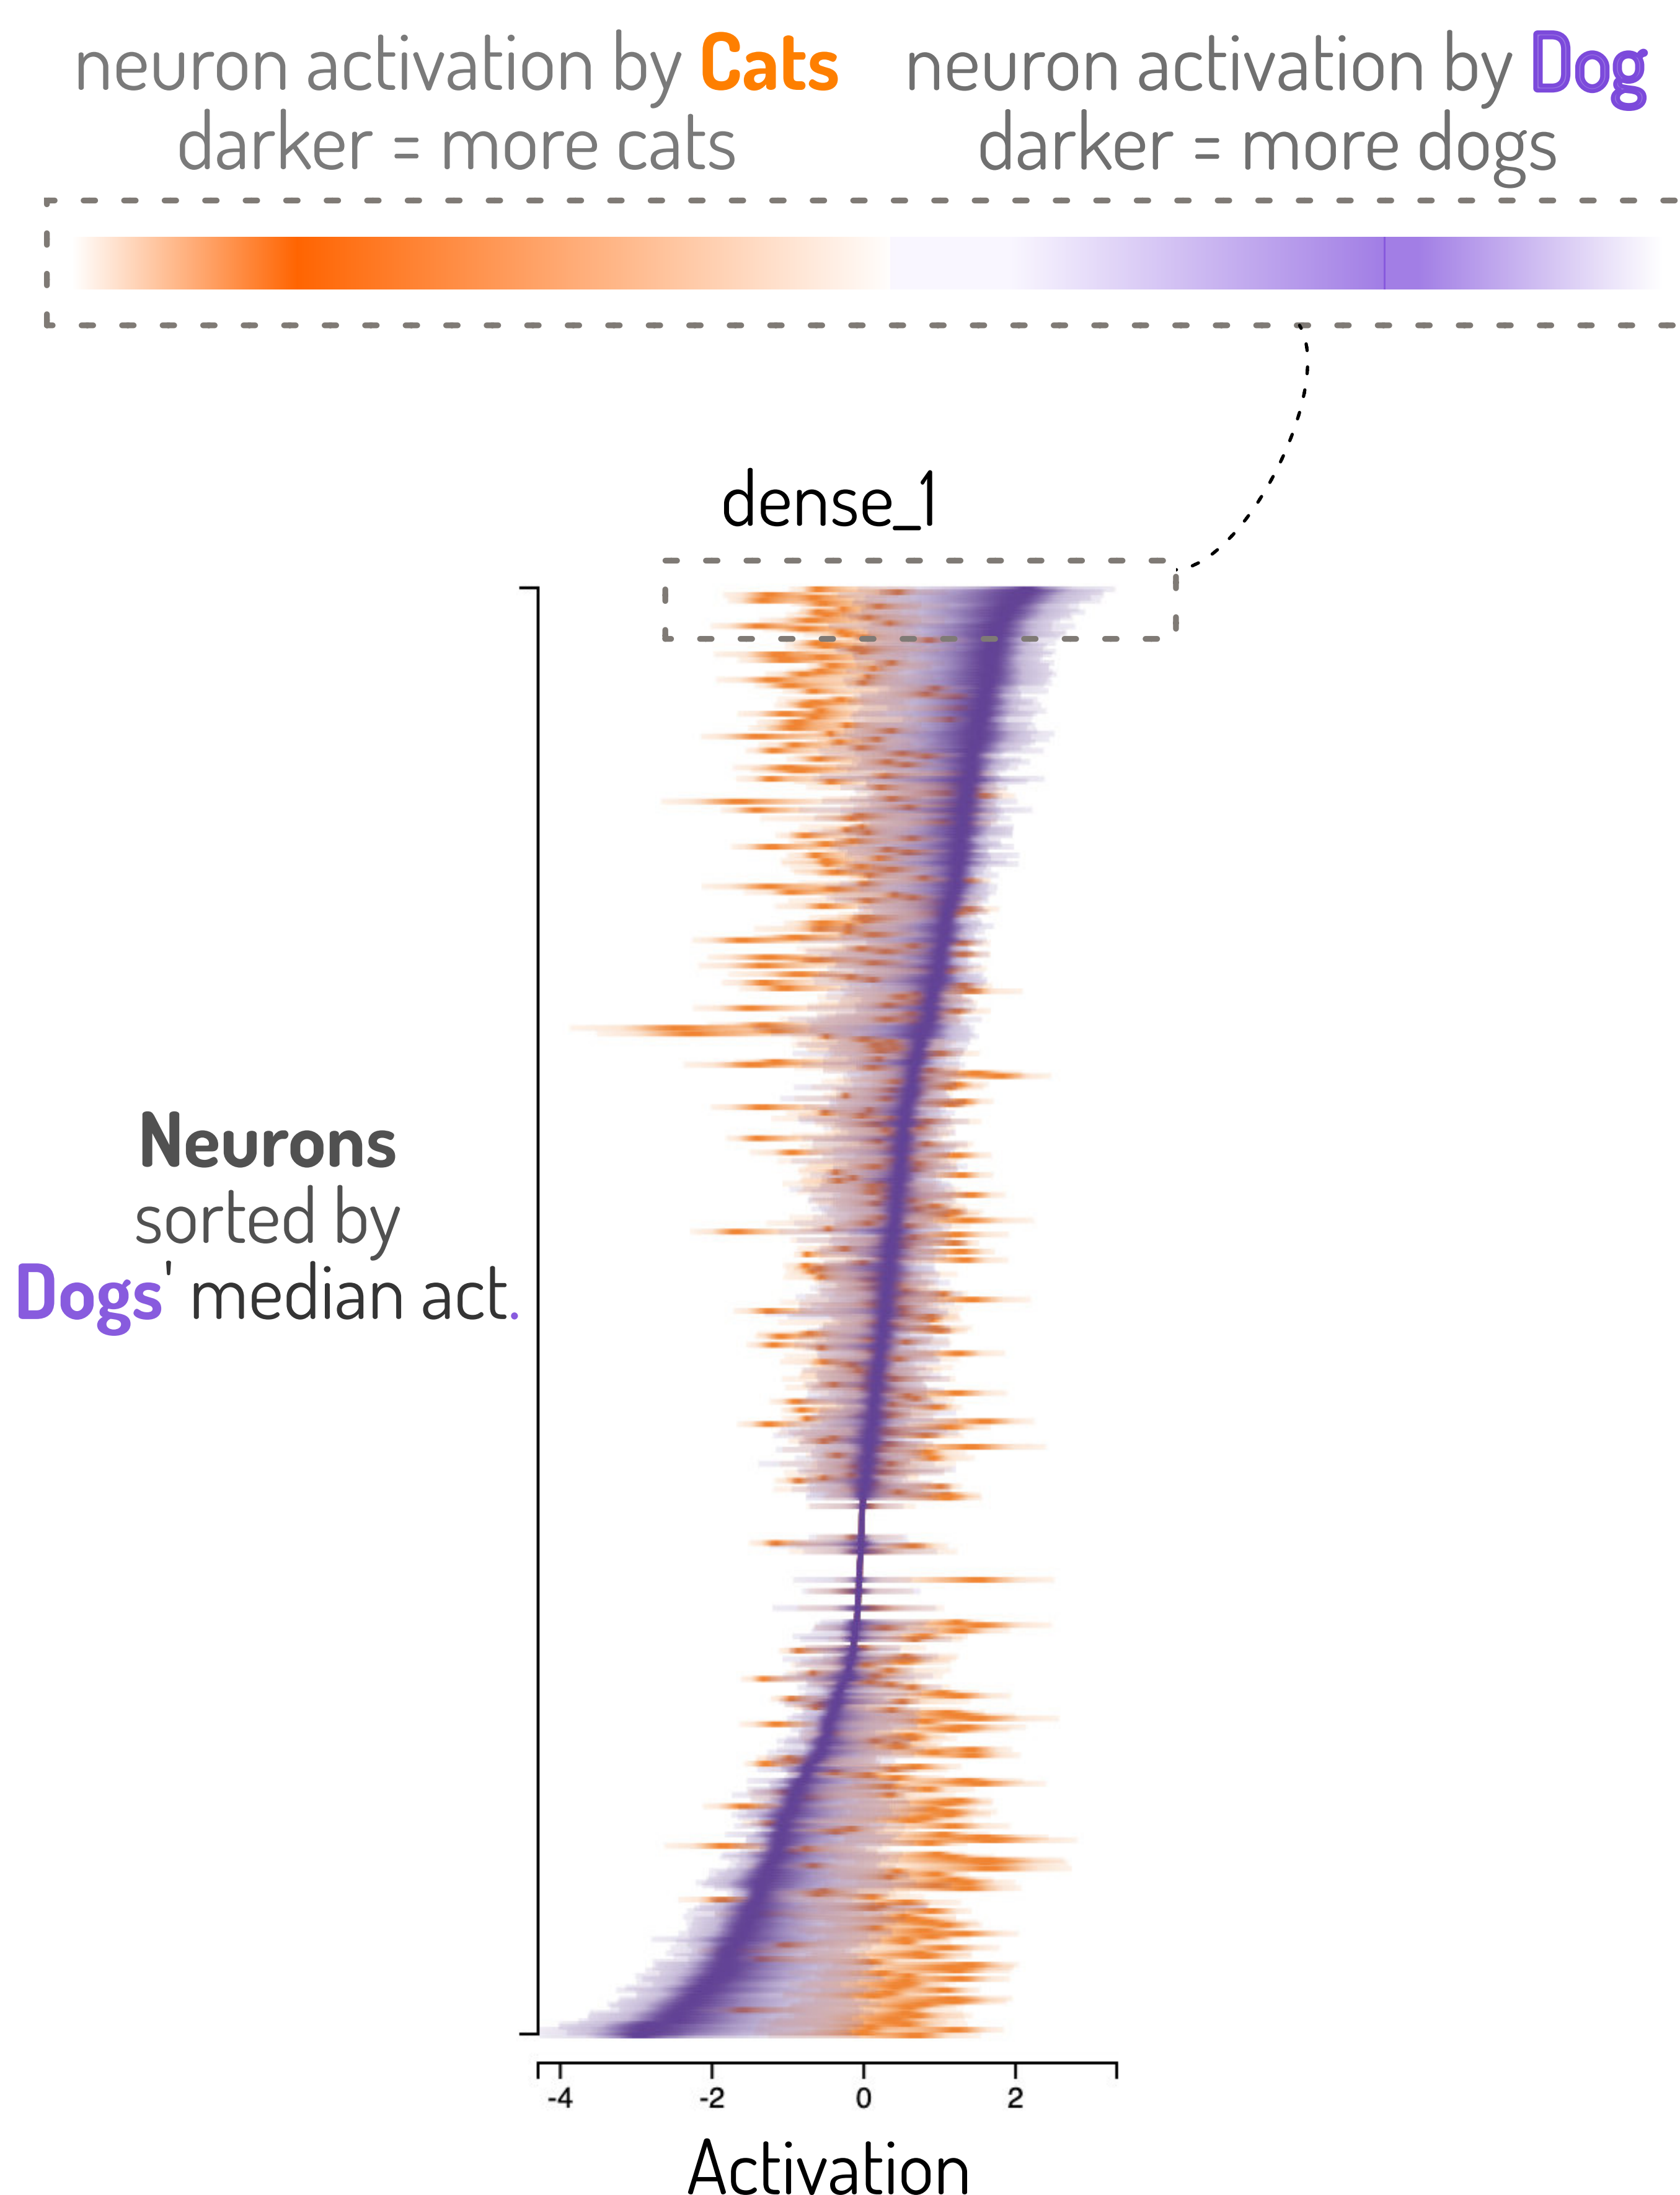 neuron activation by Cats
darker = more cats
neuron activation by Dog
darker = more dogs
dense_1
Neurons
sorted by
Dogs' median act.
-4 -2 0 2
Activation